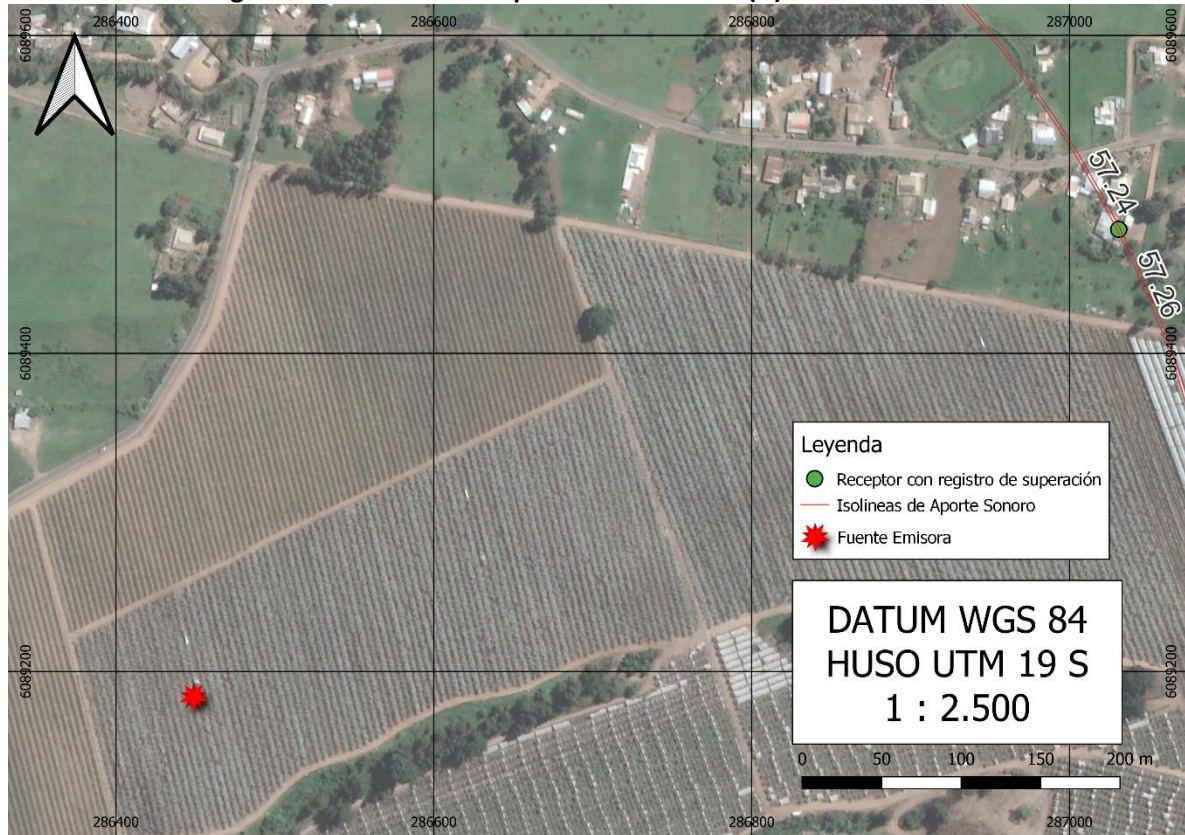 286400
286600
286800
287000
6089600
6089600
57.24
57.26
6089400
6089400
Leyenda
Receptor con registro de superación
Isolineas de Aporte Sonoro
Fuente Emisora
DATUM WGS 84
HUSO UTM 19 S
1 : 2.500
6089200
6089200
0 50 100 150 200 m
286400
286600
286800
287000